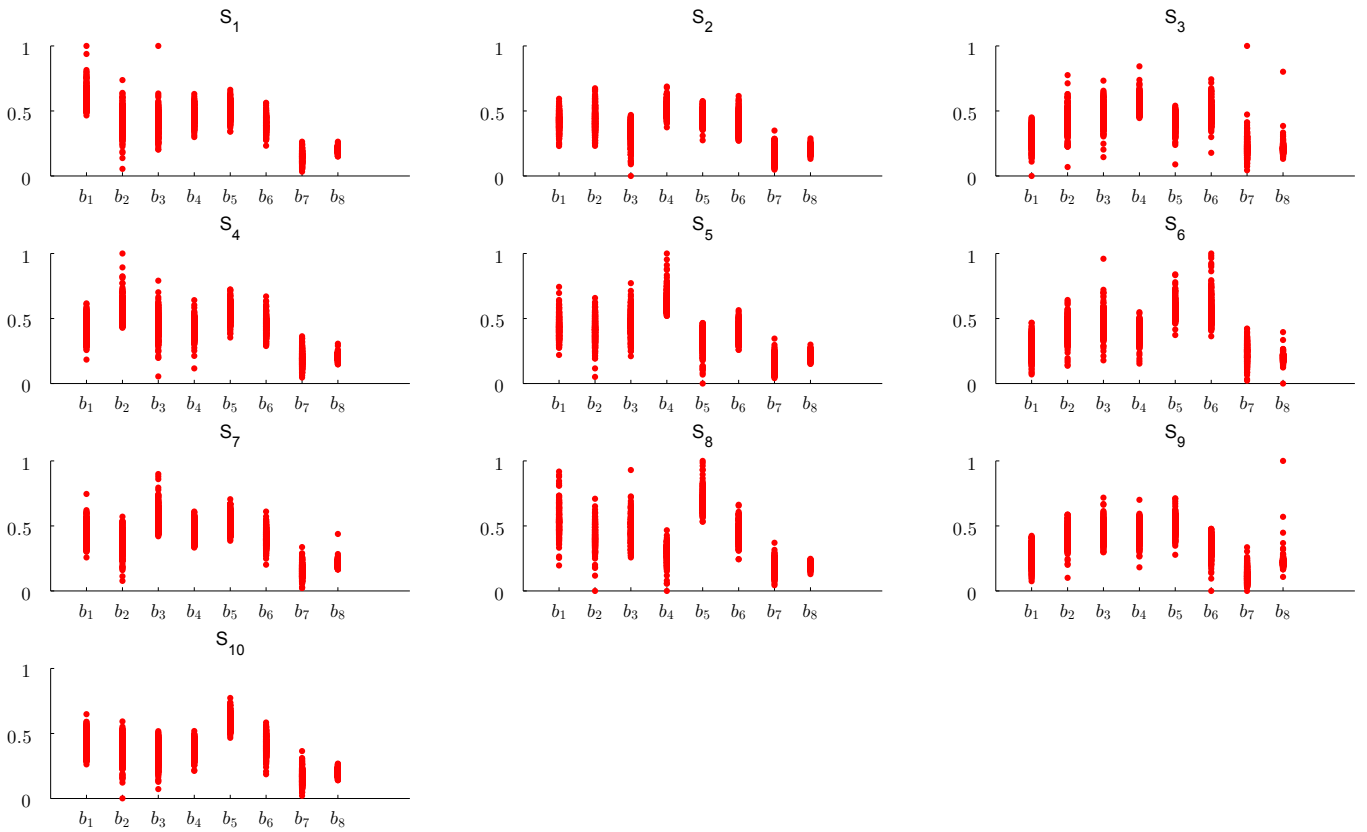 S₁ S₂ S₃
1 1 1
0.5 0.5 0.5
0 0 0
b₁ b₂ b₃ b₄ b₅ b₆ b₇ b₈ b₁ b₂ b₃ b₄ b₅ b₆ b₇ b₈ b₁ b₂ b₃ b₄ b₅ b₆ b₇ b₈
S₄ S₅ S₆
1 1 1
0.5 0.5 0.5
0 0 0
b₁ b₂ b₃ b₄ b₅ b₆ b₇ b₈ b₁ b₂ b₃ b₄ b₅ b₆ b₇ b₈ b₁ b₂ b₃ b₄ b₅ b₆ b₇ b₈
S₇ S₈ S₉
1 1 1
0.5 0.5 0.5
0 0 0
b₁ b₂ b₃ b₄ b₅ b₆ b₇ b₈ b₁ b₂ b₃ b₄ b₅ b₆ b₇ b₈ b₁ b₂ b₃ b₄ b₅ b₆ b₇ b₈
S₁₀
1
0.5
0
b₁ b₂ b₃ b₄ b₅ b₆ b₇ b₈